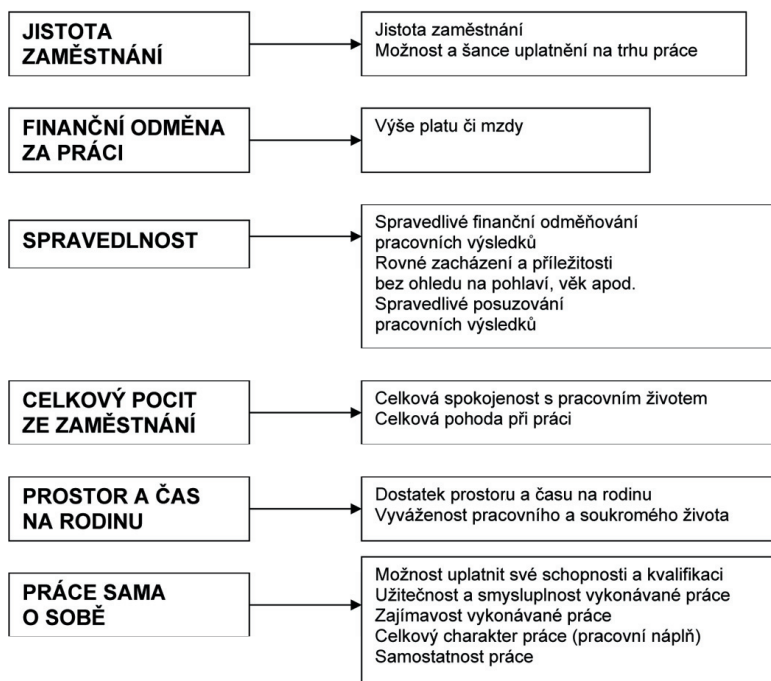 JISTOTA
ZAMĚSTNÁNÍ
Jistota zaměstnání
Možnost a šance uplatnění na trhu práce
FINANČNÍ ODMĚNA
ZA PRÁCI
Výše platu či mzdy
SPRAVEDLNOST
Spravedlivé finanční odměňování
pracovních výsledků
Rovné zacházení a příležitosti
bez ohledu na pohlaví, věk apod.
Spravedlivé posuzování
pracovních výsledků
CELKOVÝ POCIT
ZE ZAMĚSTNÁNÍ
Celková spokojenost s pracovním životem
Celková pohoda při práci
PROSTOR A ČAS
NA RODINU
Dostatek prostoru a času na rodinu
Vyváženost pracovního a soukromého života
PRÁCE SAMA
O SOBĚ
Možnost uplatnit své schopnosti a kvalifikaci
Užitečnost a smysluplnost vykonávané práce
Zajímavost vykonávané práce
Celkový charakter práce (pracovní náplň)
Samostatnost práce